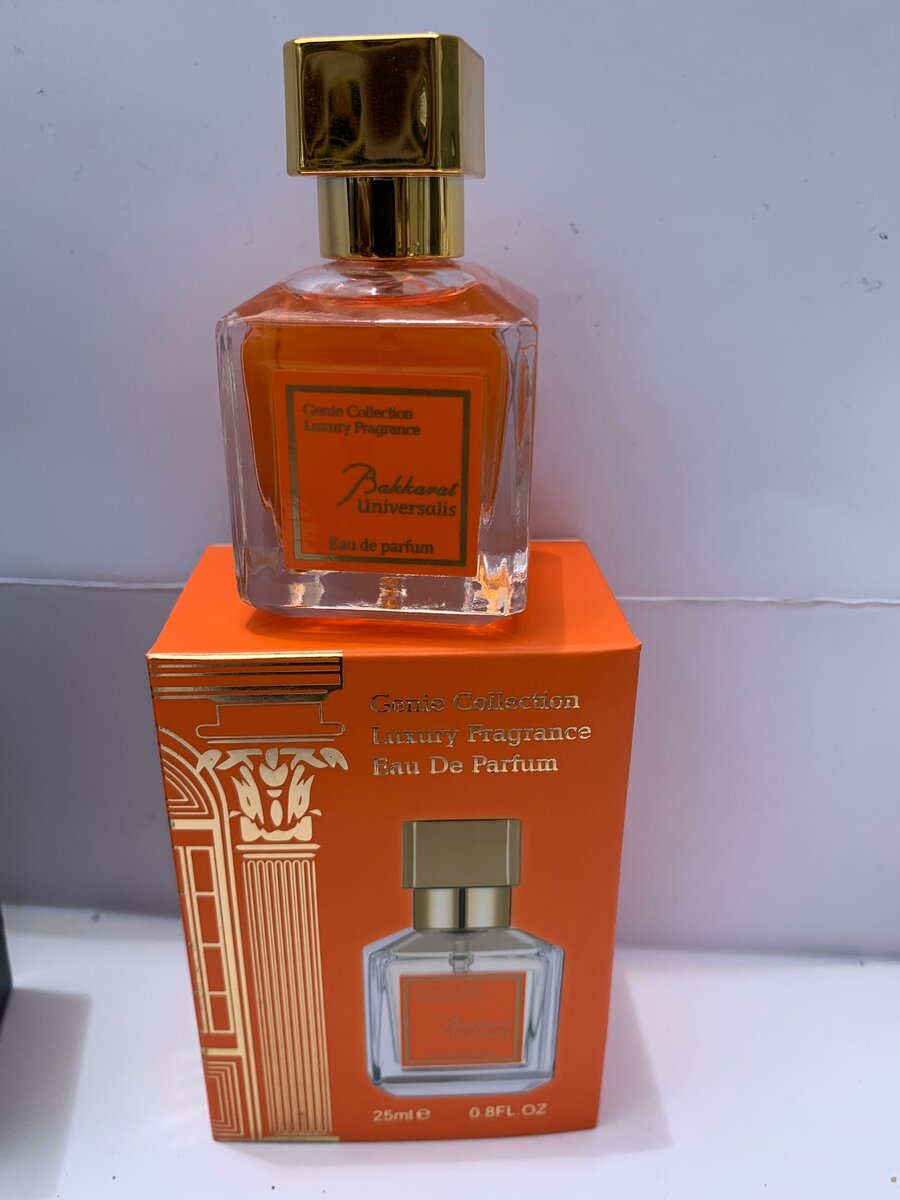 Genie Collection
Luxury Fragrance
Bakkarat
Universalis
Eau de parfum
Genie Collection
Luxury Fragrance
Eau De Parfum
Bakkarat
25ml e 0.8FL.OZ